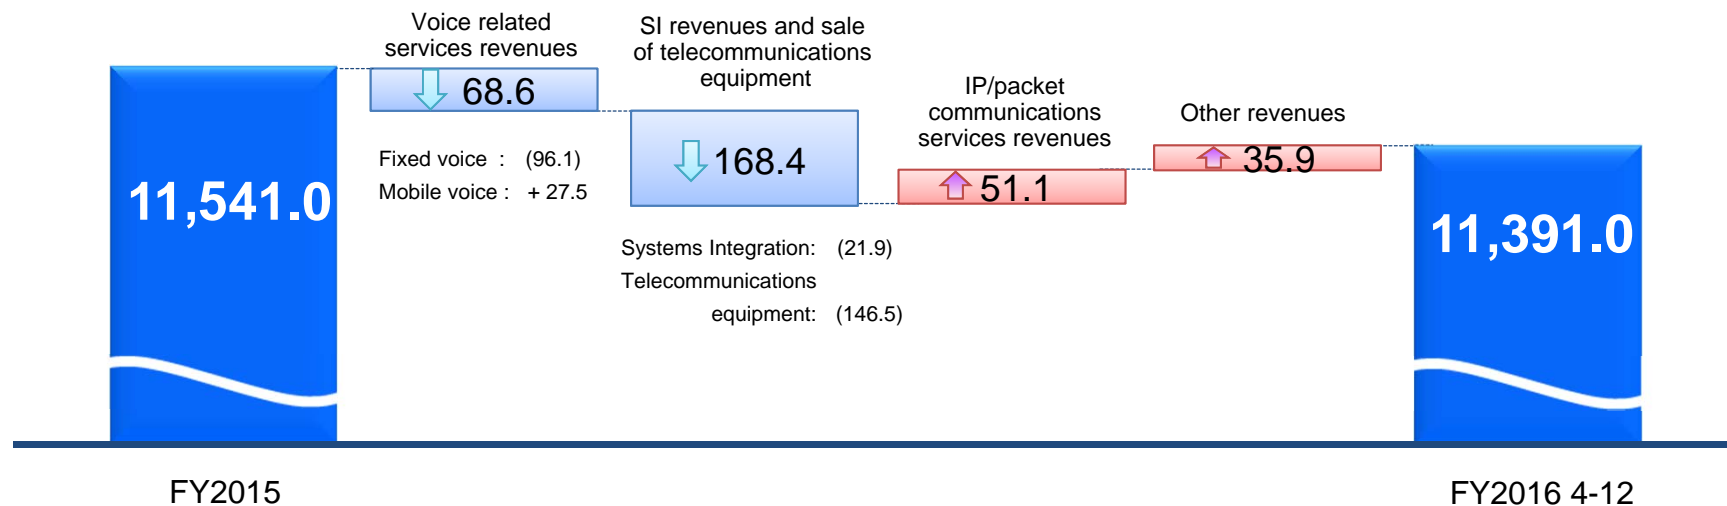 Voice related
services revenues
68.6
Fixed voice : (96.1)
Mobile voice : + 27.5
SI revenues and sale
of telecommunications
equipment
168.4
Systems Integration: (21.9)
Telecommunications
equipment: (146.5)
IP/packet
communications
services revenues
51.1
Other revenues
35.9
11,541.0
11,391.0
FY2015
FY2016 4-12